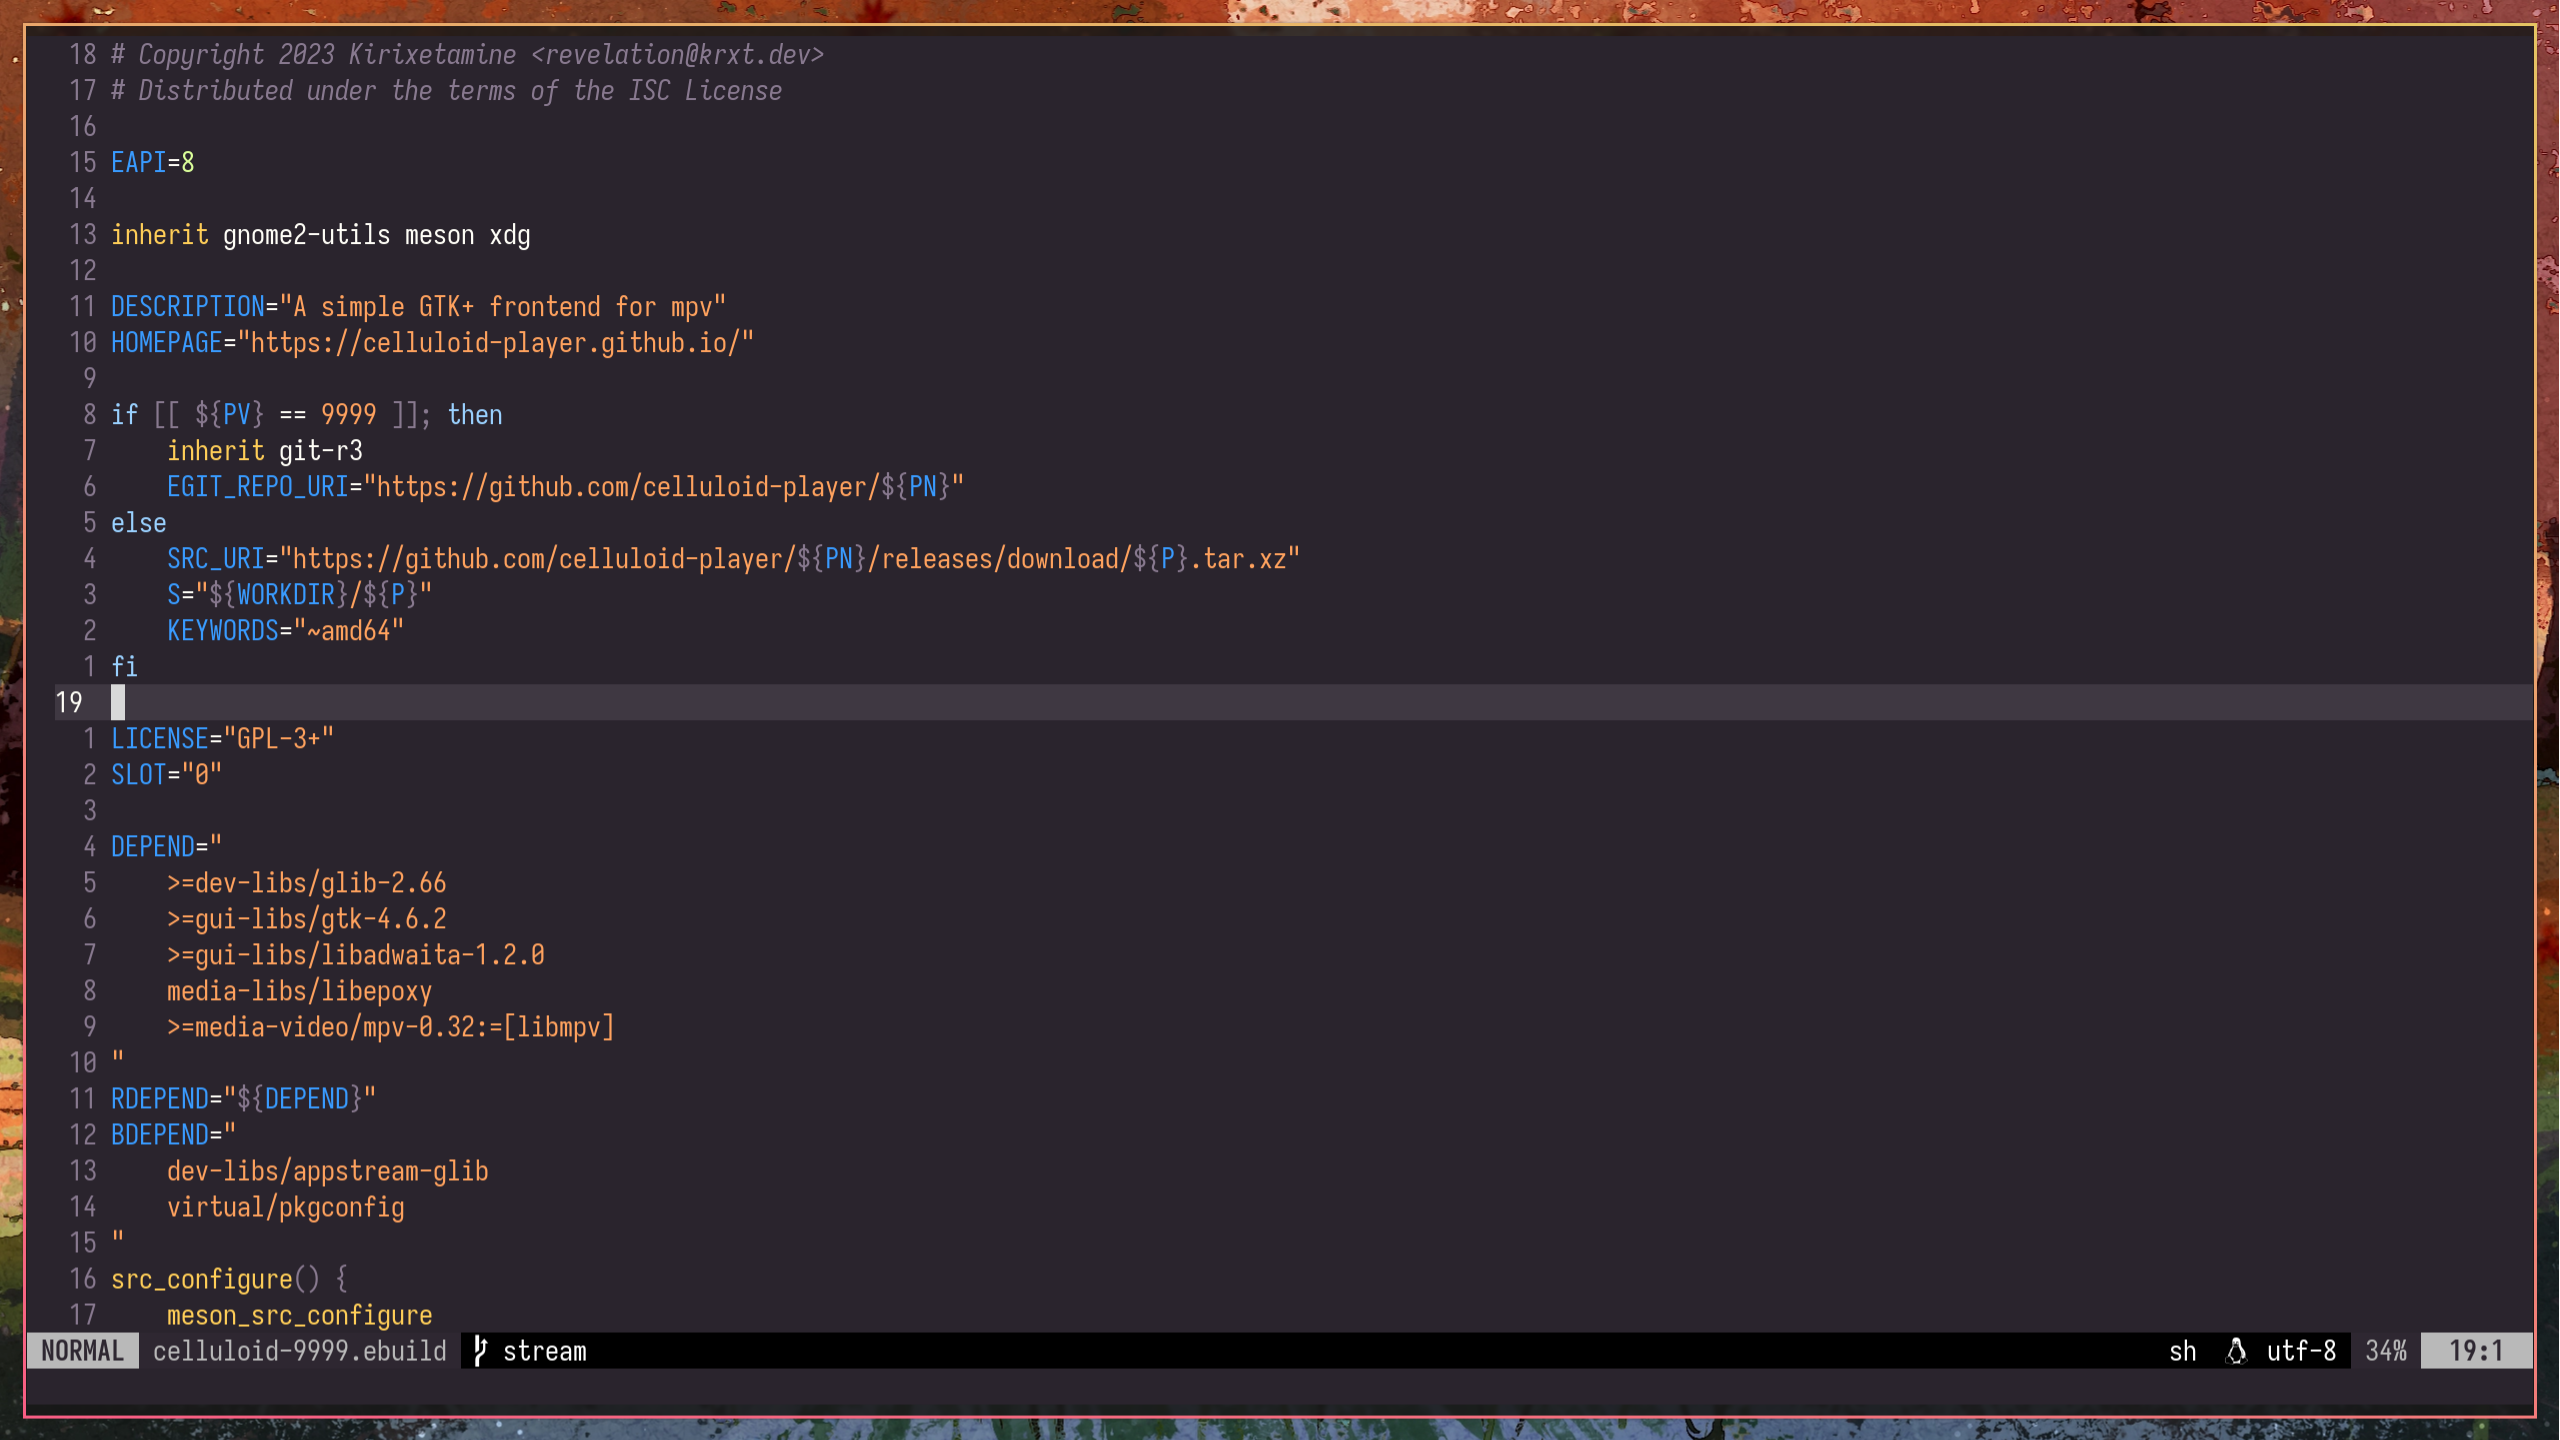 18 # Copyright 2023 Kirixetamine <revelation@krxt.dev>
17 # Distributed under the terms of the ISC License
16
15 EAPI=8
14
13 inherit gnome2-utils meson xdg
12
11 DESCRIPTION="A simple GTK+ frontend for mpv"
10 HOMEPAGE="https://celluloid-player.github.io/"
9
8 if [[ ${PV} == 9999 ]]; then
7     inherit git-r3
6     EGIT_REPO_URI="https://github.com/celluloid-player/${PN}"
5 else
4     SRC_URI="https://github.com/celluloid-player/${PN}/releases/download/${P}.tar.xz"
3     S="${WORKDIR}/${P}"
2     KEYWORDS="~amd64"
1 fi
19
1 LICENSE="GPL-3+"
2 SLOT="0"
3
4 DEPEND="
5     >=dev-libs/glib-2.66
6     >=gui-libs/gtk-4.6.2
7     >=gui-libs/libadwaita-1.2.0
8     media-libs/libepoxy
9     >=media-video/mpv-0.32:=[libmpv]
10 "
11 RDEPEND="${DEPEND}"
12 BDEPEND="
13     dev-libs/appstream-glib
14     virtual/pkgconfig
15 "
16 src_configure() {
17     meson_src_configure
NORMAL celluloid-9999.ebuild stream sh utf-8 34% 19:1